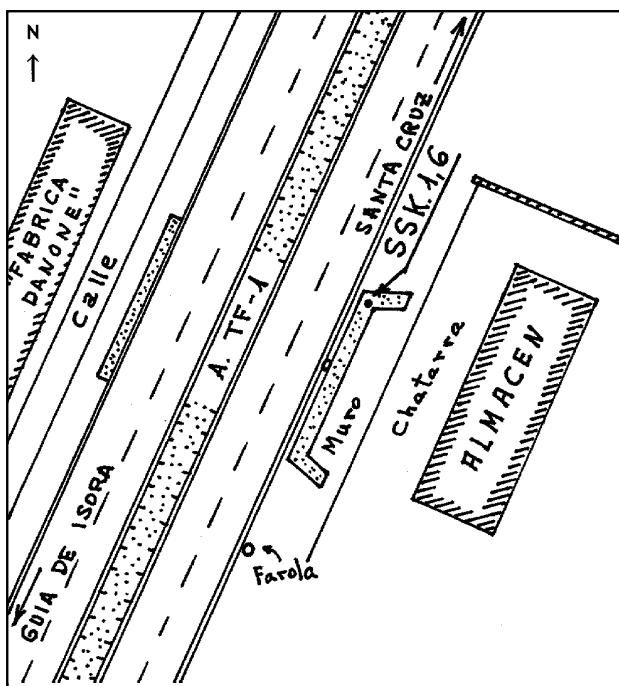 N
"FABRICA
DANONE"
Calle
A. TF-1
SANTA CRUZ
SSK.1,6
Chatarra
ALMACEN
Muro
GUIA DE ISORA
Farola